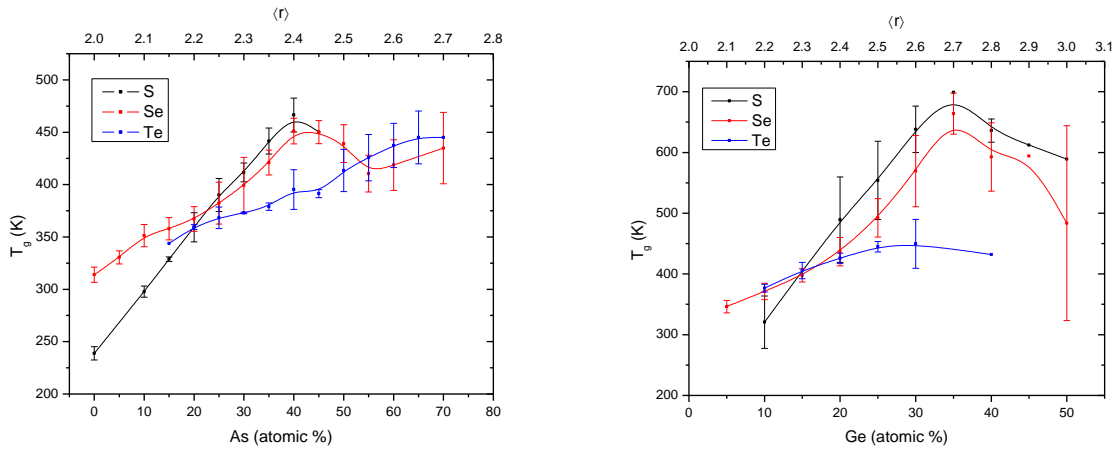 ⟨r⟩
2.0 2.1 2.2 2.3 2.4 2.5 2.6 2.7 2.8
500
450
400
350
300
250
200
T_g (K)
S
Se
Te
0 10 20 30 40 50 60 70 80
As (atomic %)
⟨r⟩
2.0 2.1 2.2 2.3 2.4 2.5 2.6 2.7 2.8 2.9 3.0 3.1
700
600
500
400
300
200
T_g (K)
S
Se
Te
0 10 20 30 40 50
Ge (atomic %)